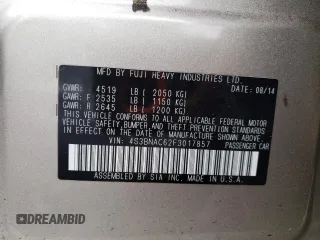 MFD BY FUJI HEAVY INDUSTRIES LTD.
GVWR: 4519 LB ( 2050 KG) DATE: 08/14
GAWR: F 2535 LB ( 1150 KG)
GAWR: R 2645 LB ( 1200 KG)
THIS VEHICLE CONFORMS TO ALL APPLICABLE
FEDERAL MOTOR VEHICLE
SAFETY, BUMPER, AND THEFT PREVENTION STANDARDS
IN EFFECT ON THE DATE OF MANUFACTURE SHOWN ABOVE.
PASSENGER CAR
VIN: 4S3BNAC62F3017857
ASSEMBLED BY SIA MADE IN U.S.A.
DREAMBID